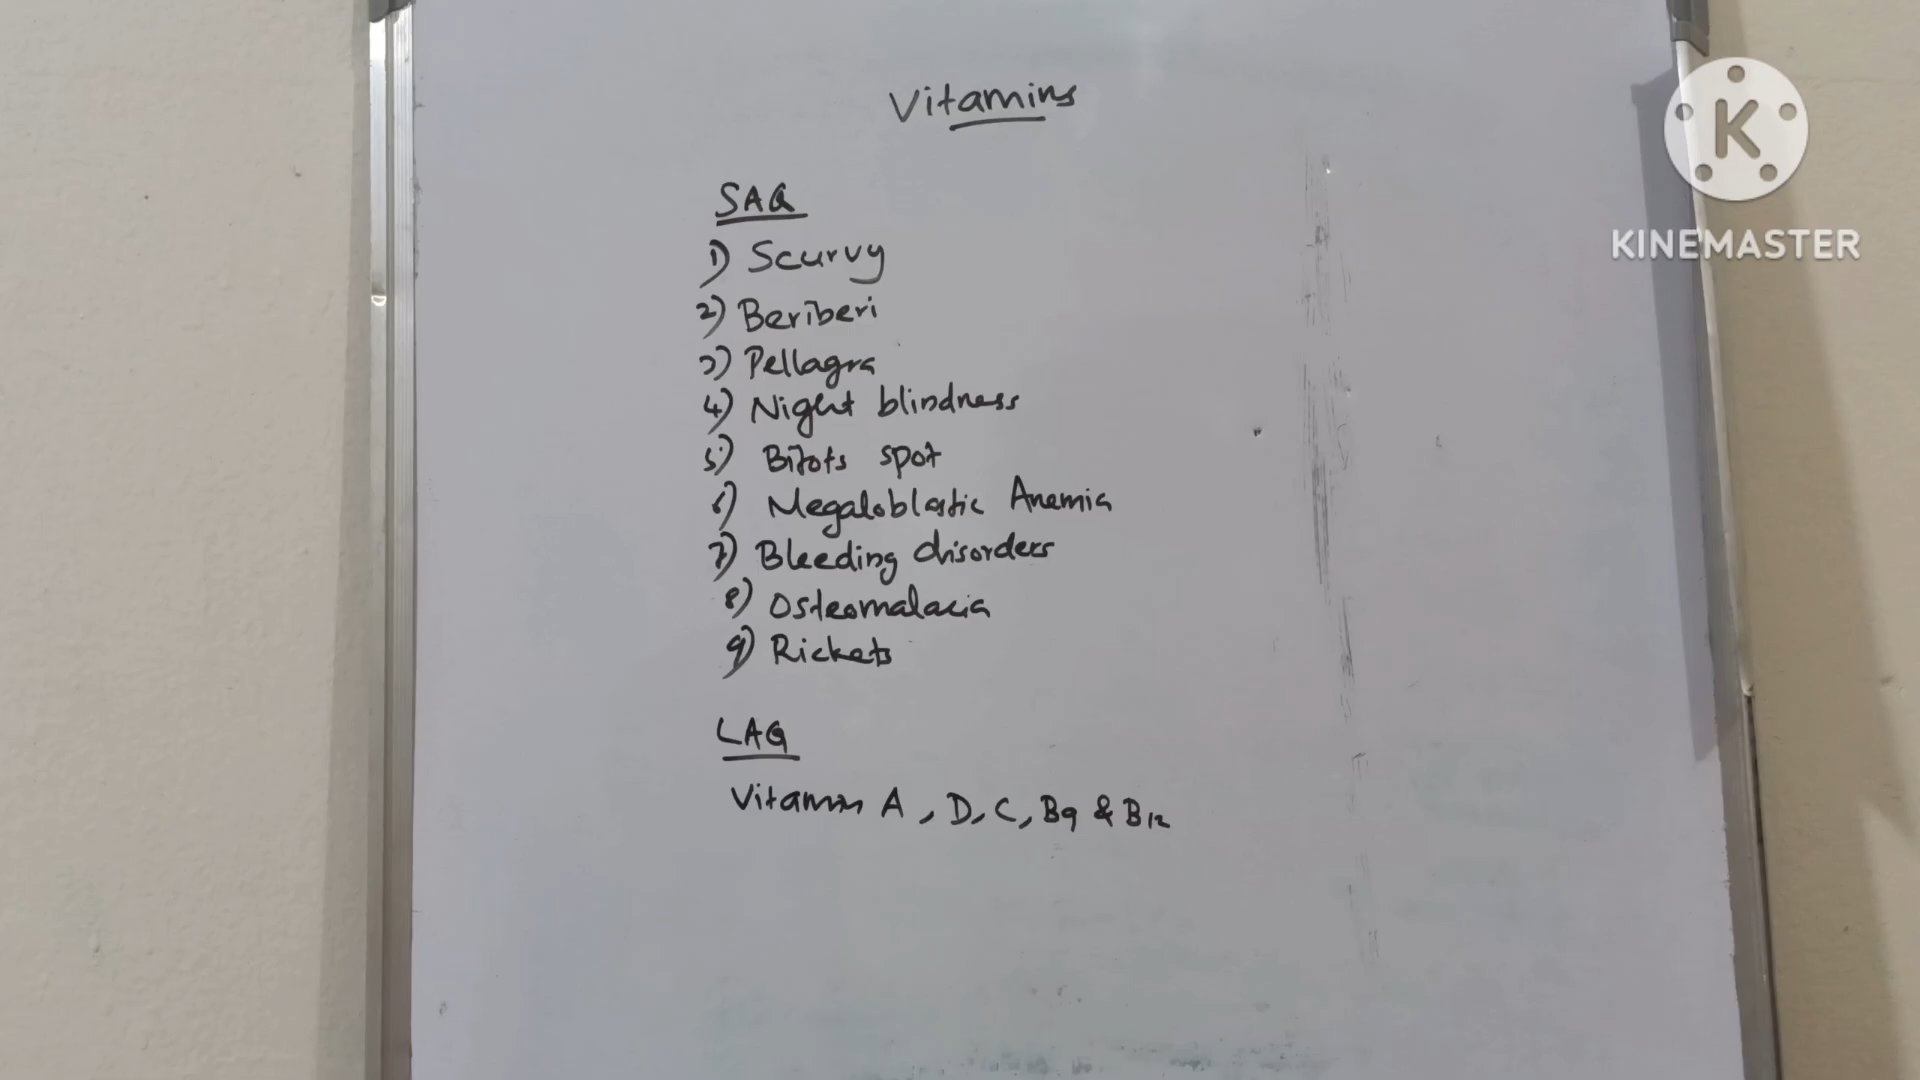 Vitamins
SAQ
1) Scurvy
2) Beriberi
3) Pellagra
4) Night blindness
5) Bitots spot
6) Megaloblastic Anemia
7) Bleeding disorders
8) Osteomalacia
9) Rickets
LAQ
Vitamin A, D, C, B9 & B12
K
KINEMASTER